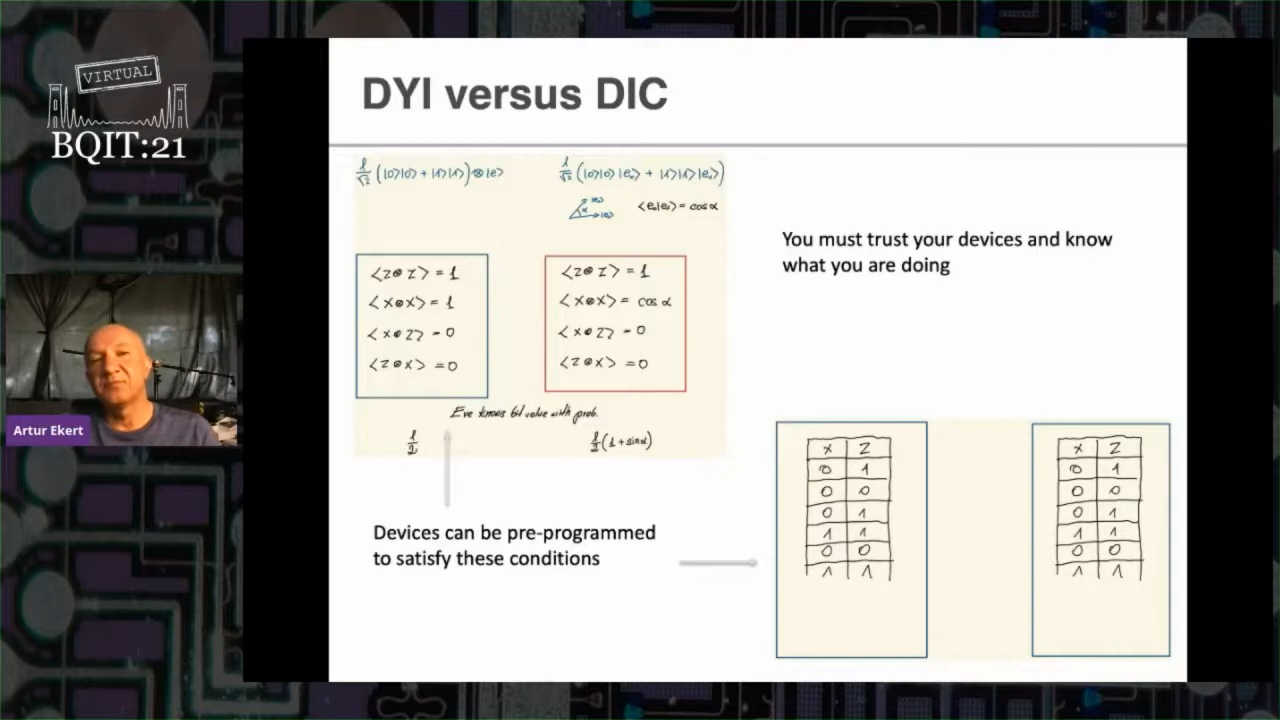 VIRTUAL
BQIT:21
Artur Ekert
DYI versus DIC
1/√2 (|0>|0> + |1>|1>) ⊗ |e>
1/√2 (|0>|0>|e₀> + |1>|1>|e₁>)
α
<e₀|e₁> = cos α
<Z⊗Z> = 1
<X⊗X> = 1
<X⊗Z> = 0
<Z⊗X> = 0
<Z⊗Z> = 1
<X⊗X> = cos α
<X⊗Z> = 0
<Z⊗X> = 0
Eve knows bit value with prob.
1/2
1/2 (1 + sin α)
You must trust your devices and know
what you are doing
Devices can be pre-programmed
to satisfy these conditions
X Z
0 1
0 0
0 1
1 1
0 0
1 1
X Z
0 1
0 0
0 1
1 1
0 0
1 1